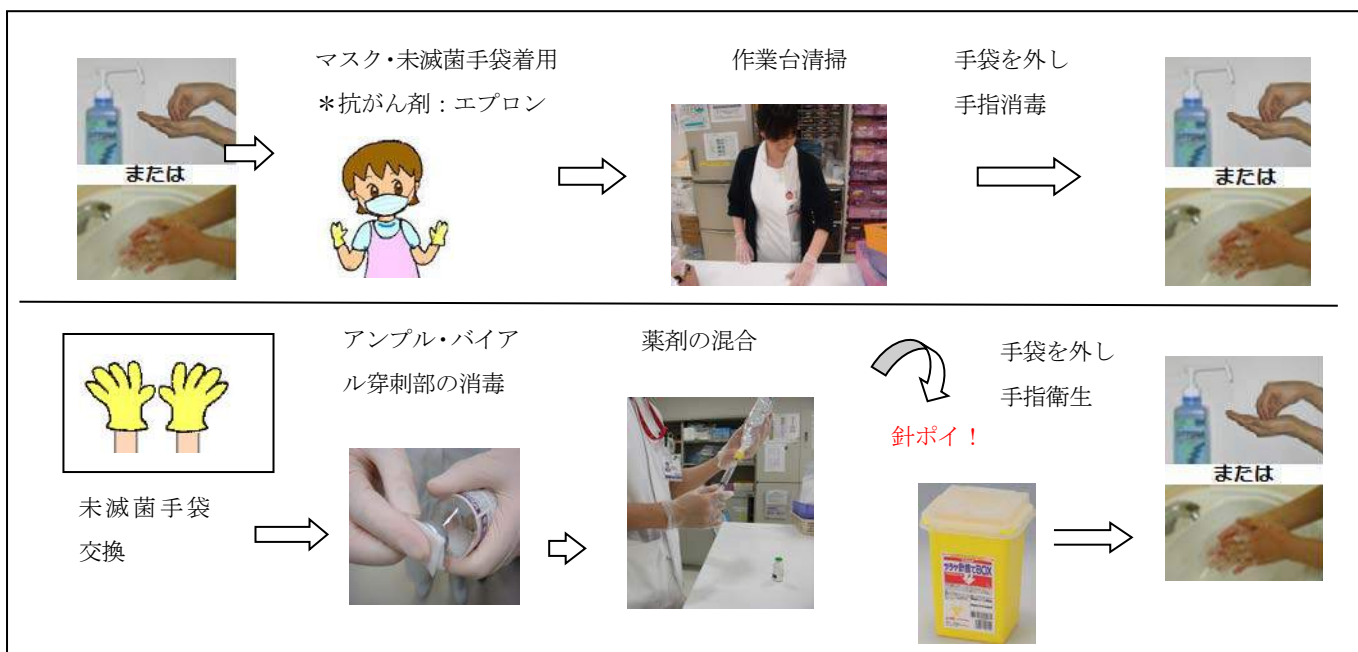 マスク・未滅菌手袋着用
＊抗がん剤：エプロン
作業台清掃
手袋を外し
手指消毒
または
または
未滅菌手袋
交換
アンプル・バイア
ル穿刺部の消毒
薬剤の混合
針ポイ！
手袋を外し
手指衛生
または